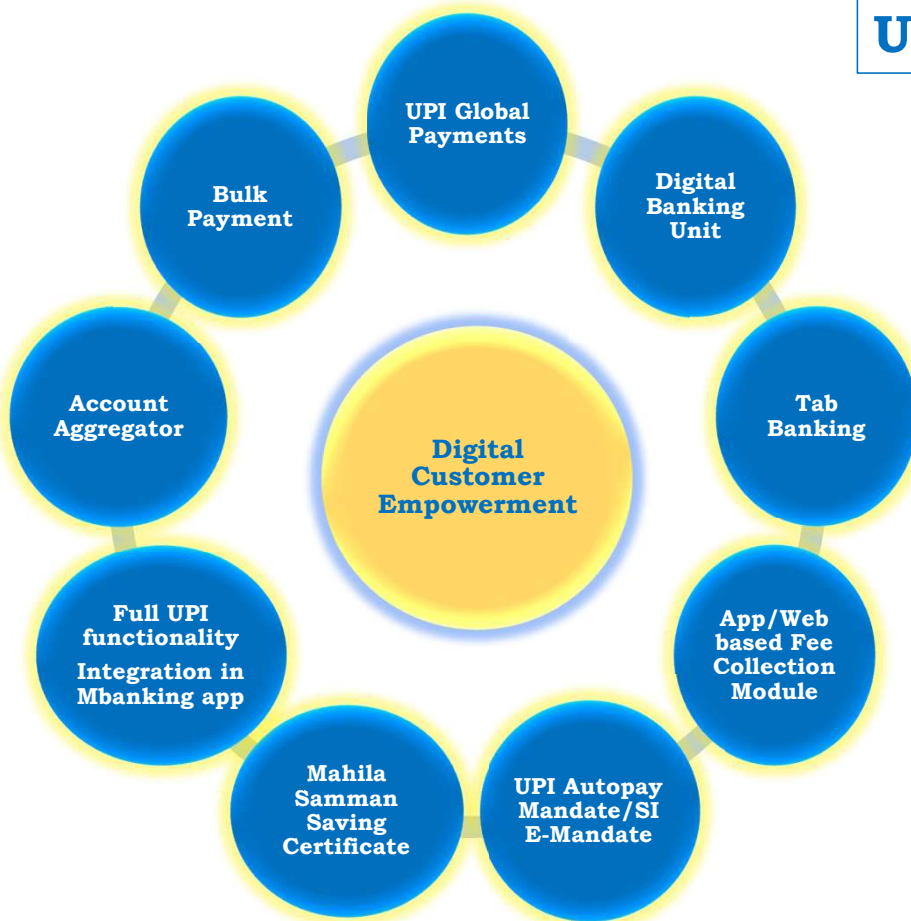 U
UPI Global
Payments
Digital
Banking
Unit
Tab
Banking
App/Web
based Fee
Collection
Module
UPI Autopay
Mandate/SI
E-Mandate
Mahila
Samman
Saving
Certificate
Full UPI
functionality
Integration in
Mbanking app
Account
Aggregator
Bulk
Payment
Digital
Customer
Empowerment